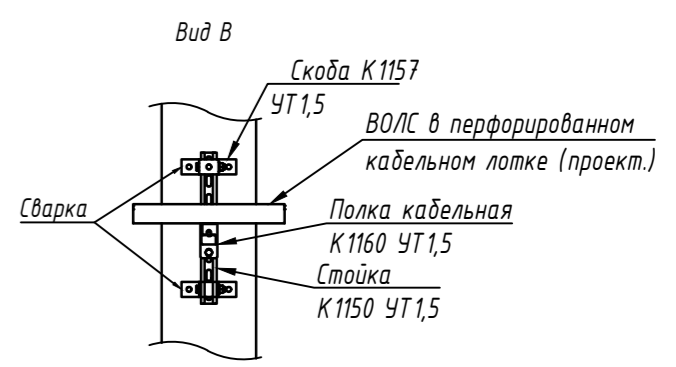 Вид В
Скоба К1157
УТ1,5
ВОЛС в перфорированном
кабельном лотке (проект.)
Сварка
Полка кабельная
К1160 УТ1,5
Стойка
К1150 УТ1,5